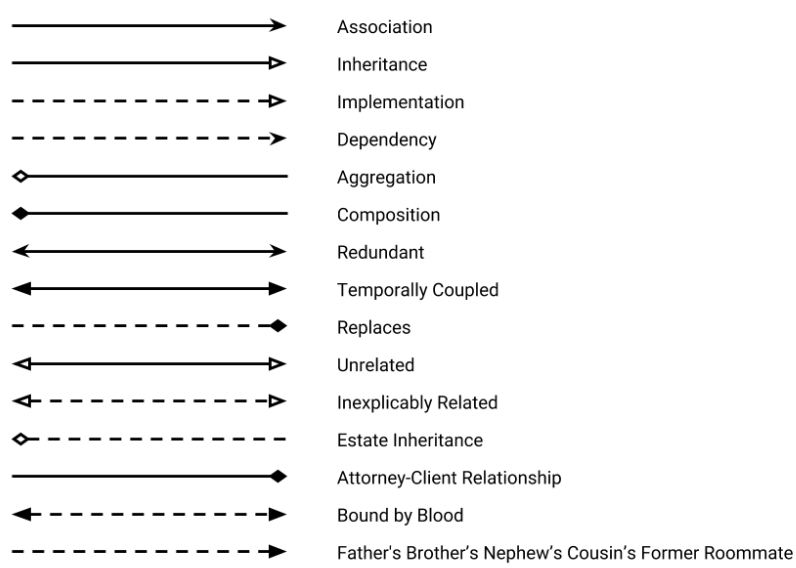 Association
Inheritance
Implementation
Dependency
Aggregation
Composition
Redundant
Temporally Coupled
Replaces
Unrelated
Inexplicably Related
Estate Inheritance
Attorney-Client Relationship
Bound by Blood
Father's Brother’s Nephew’s Cousin’s Former Roommate